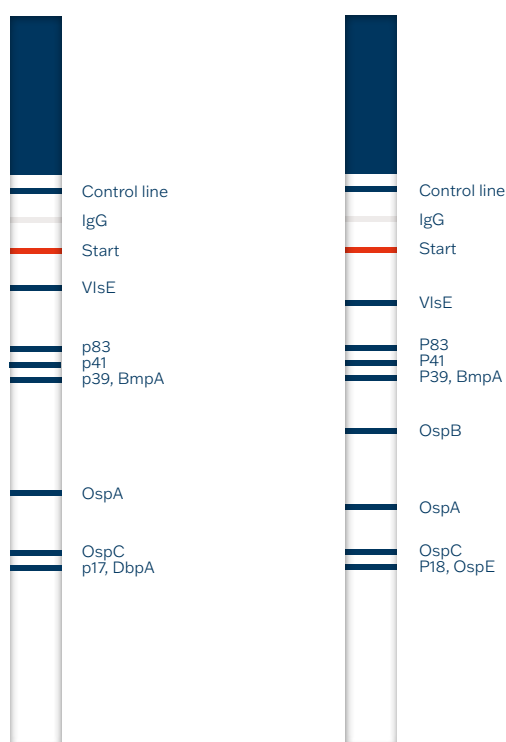 Control line
IgG
Start
VlsE
p83
p41
p39, BmpA
OspA
OspC
p17, DbpA
Control line
IgG
Start
VlsE
P83
P41
P39, BmpA
OspB
OspA
OspC
P18, OspE